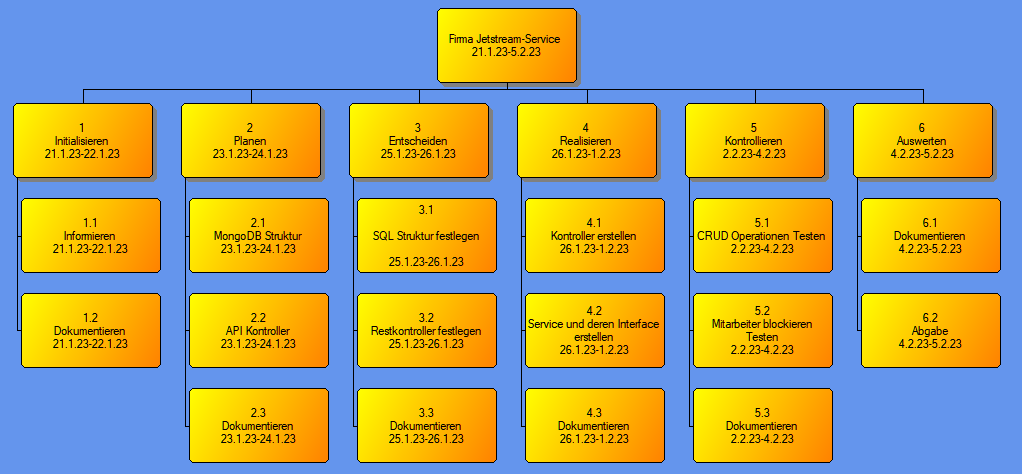 Firma Jetstream-Service
21.1.23-5.2.23
1
Initialisieren
21.1.23-22.1.23
2
Planen
23.1.23-24.1.23
3
Entscheiden
25.1.23-26.1.23
4
Realisieren
26.1.23-1.2.23
5
Kontrollieren
2.2.23-4.2.23
6
Auswerten
4.2.23-5.2.23
1.1
Informieren
21.1.23-22.1.23
1.2
Dokumentieren
21.1.23-22.1.23
2.1
MongoDB Struktur
23.1.23-24.1.23
2.2
API Kontroller
23.1.23-24.1.23
2.3
Dokumentieren
23.1.23-24.1.23
3.1
SQL Struktur festlegen
25.1.23-26.1.23
3.2
Restkontroller festlegen
25.1.23-26.1.23
3.3
Dokumentieren
25.1.23-26.1.23
4.1
Kontroller erstellen
26.1.23-1.2.23
4.2
Service und deren Interface
erstellen
26.1.23-1.2.23
4.3
Dokumentieren
26.1.23-1.2.23
5.1
CRUD Operationen Testen
2.2.23-4.2.23
5.2
Mitarbeiter blockieren
Testen
2.2.23-4.2.23
5.3
Dokumentieren
2.2.23-4.2.23
6.1
Dokumentieren
4.2.23-5.2.23
6.2
Abgabe
4.2.23-5.2.23